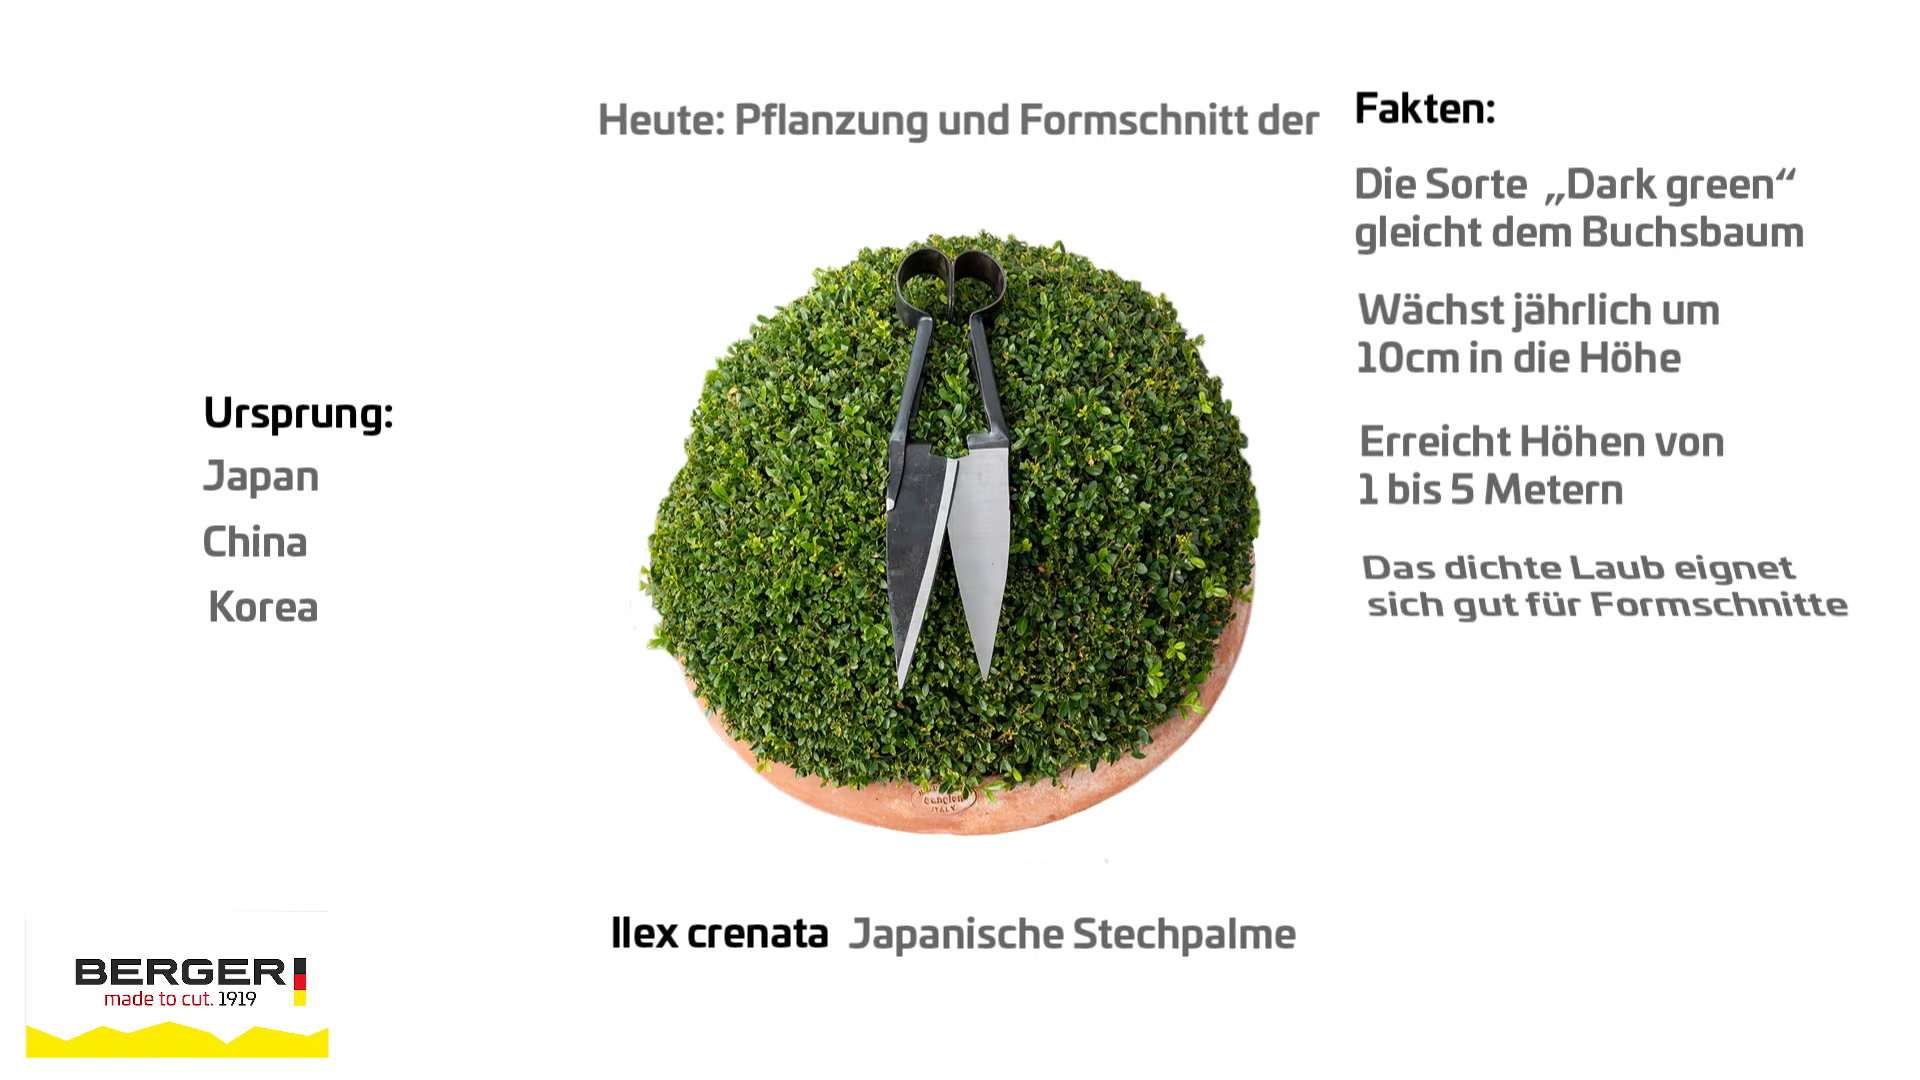 Heute: Pflanzung und Formschnitt der
Ursprung:
Japan
China
Korea
Fakten:
Die Sorte „Dark green“
gleicht dem Buchsbaum
Wächst jährlich um
10cm in die Höhe
Erreicht Höhen von
1 bis 5 Metern
Das dichte Laub eignet
sich gut für Formschnitte
ITALY
Ilex crenata Japanische Stechpalme
BERGER
made to cut. 1919